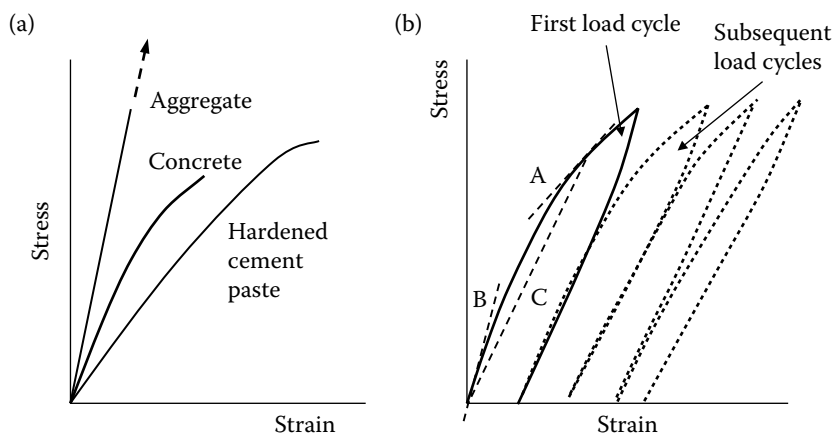 (a)
Stress
Aggregate
Concrete
Hardened
cement
paste
Strain
(b)
Stress
First load cycle
Subsequent
load cycles
A
B
C
Strain